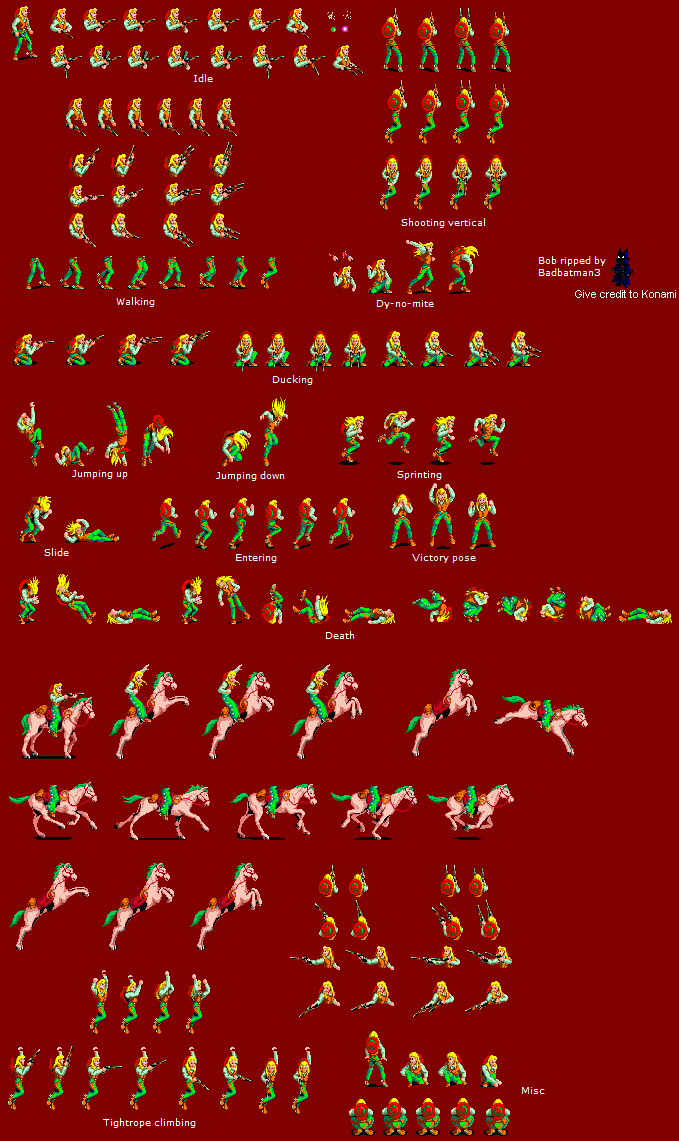 Idle
Shooting vertical
Bob ripped by
Badbatman3
Give credit to Konami
Walking
Dy-no-mite
Ducking
Jumping up
Jumping down
Sprinting
Slide
Entering
Victory pose
Death
Misc
Tightrope climbing